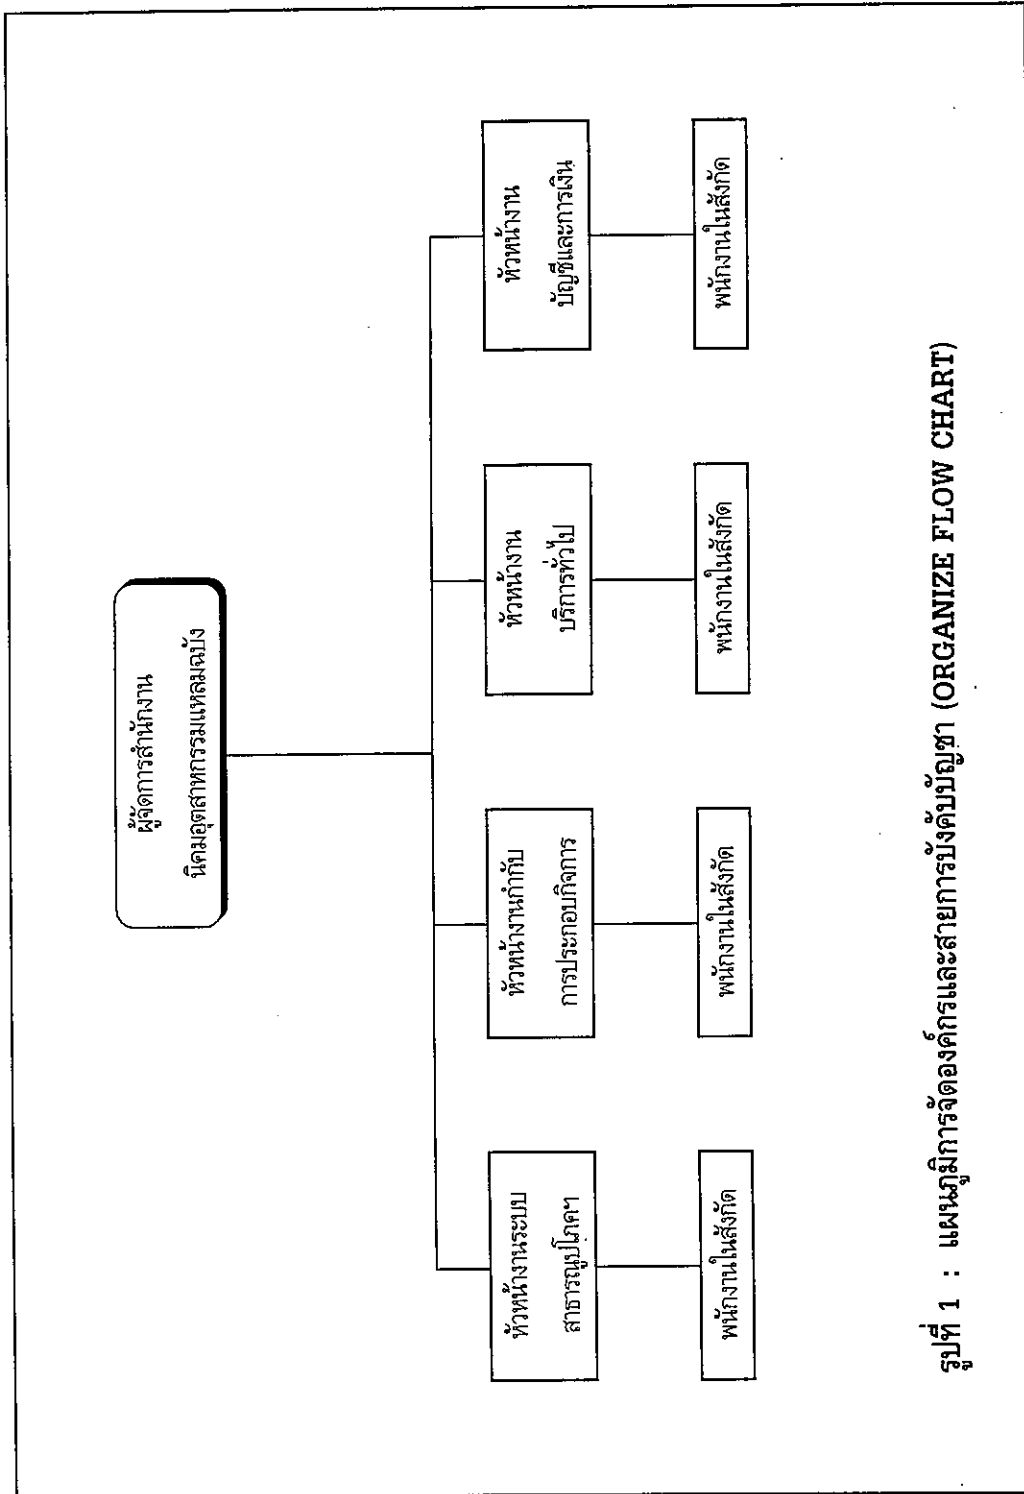 ผู้จัดการสำนักงาน
นิคมอุตสาหกรรมแหลมฉบัง
หัวหน้างานระบบ
สาธารณูปโภคฯ
หัวหน้างานกำกับ
การประกอบกิจการ
หัวหน้างาน
บริการทั่วไป
หัวหน้างาน
บัญชีและการเงิน
พนักงานในสังกัด
พนักงานในสังกัด
พนักงานในสังกัด
พนักงานในสังกัด
รูปที่ 1 : แผนภูมิการจัดองค์กรและสายการบังคับบัญชา (ORGANIZE FLOW CHART)